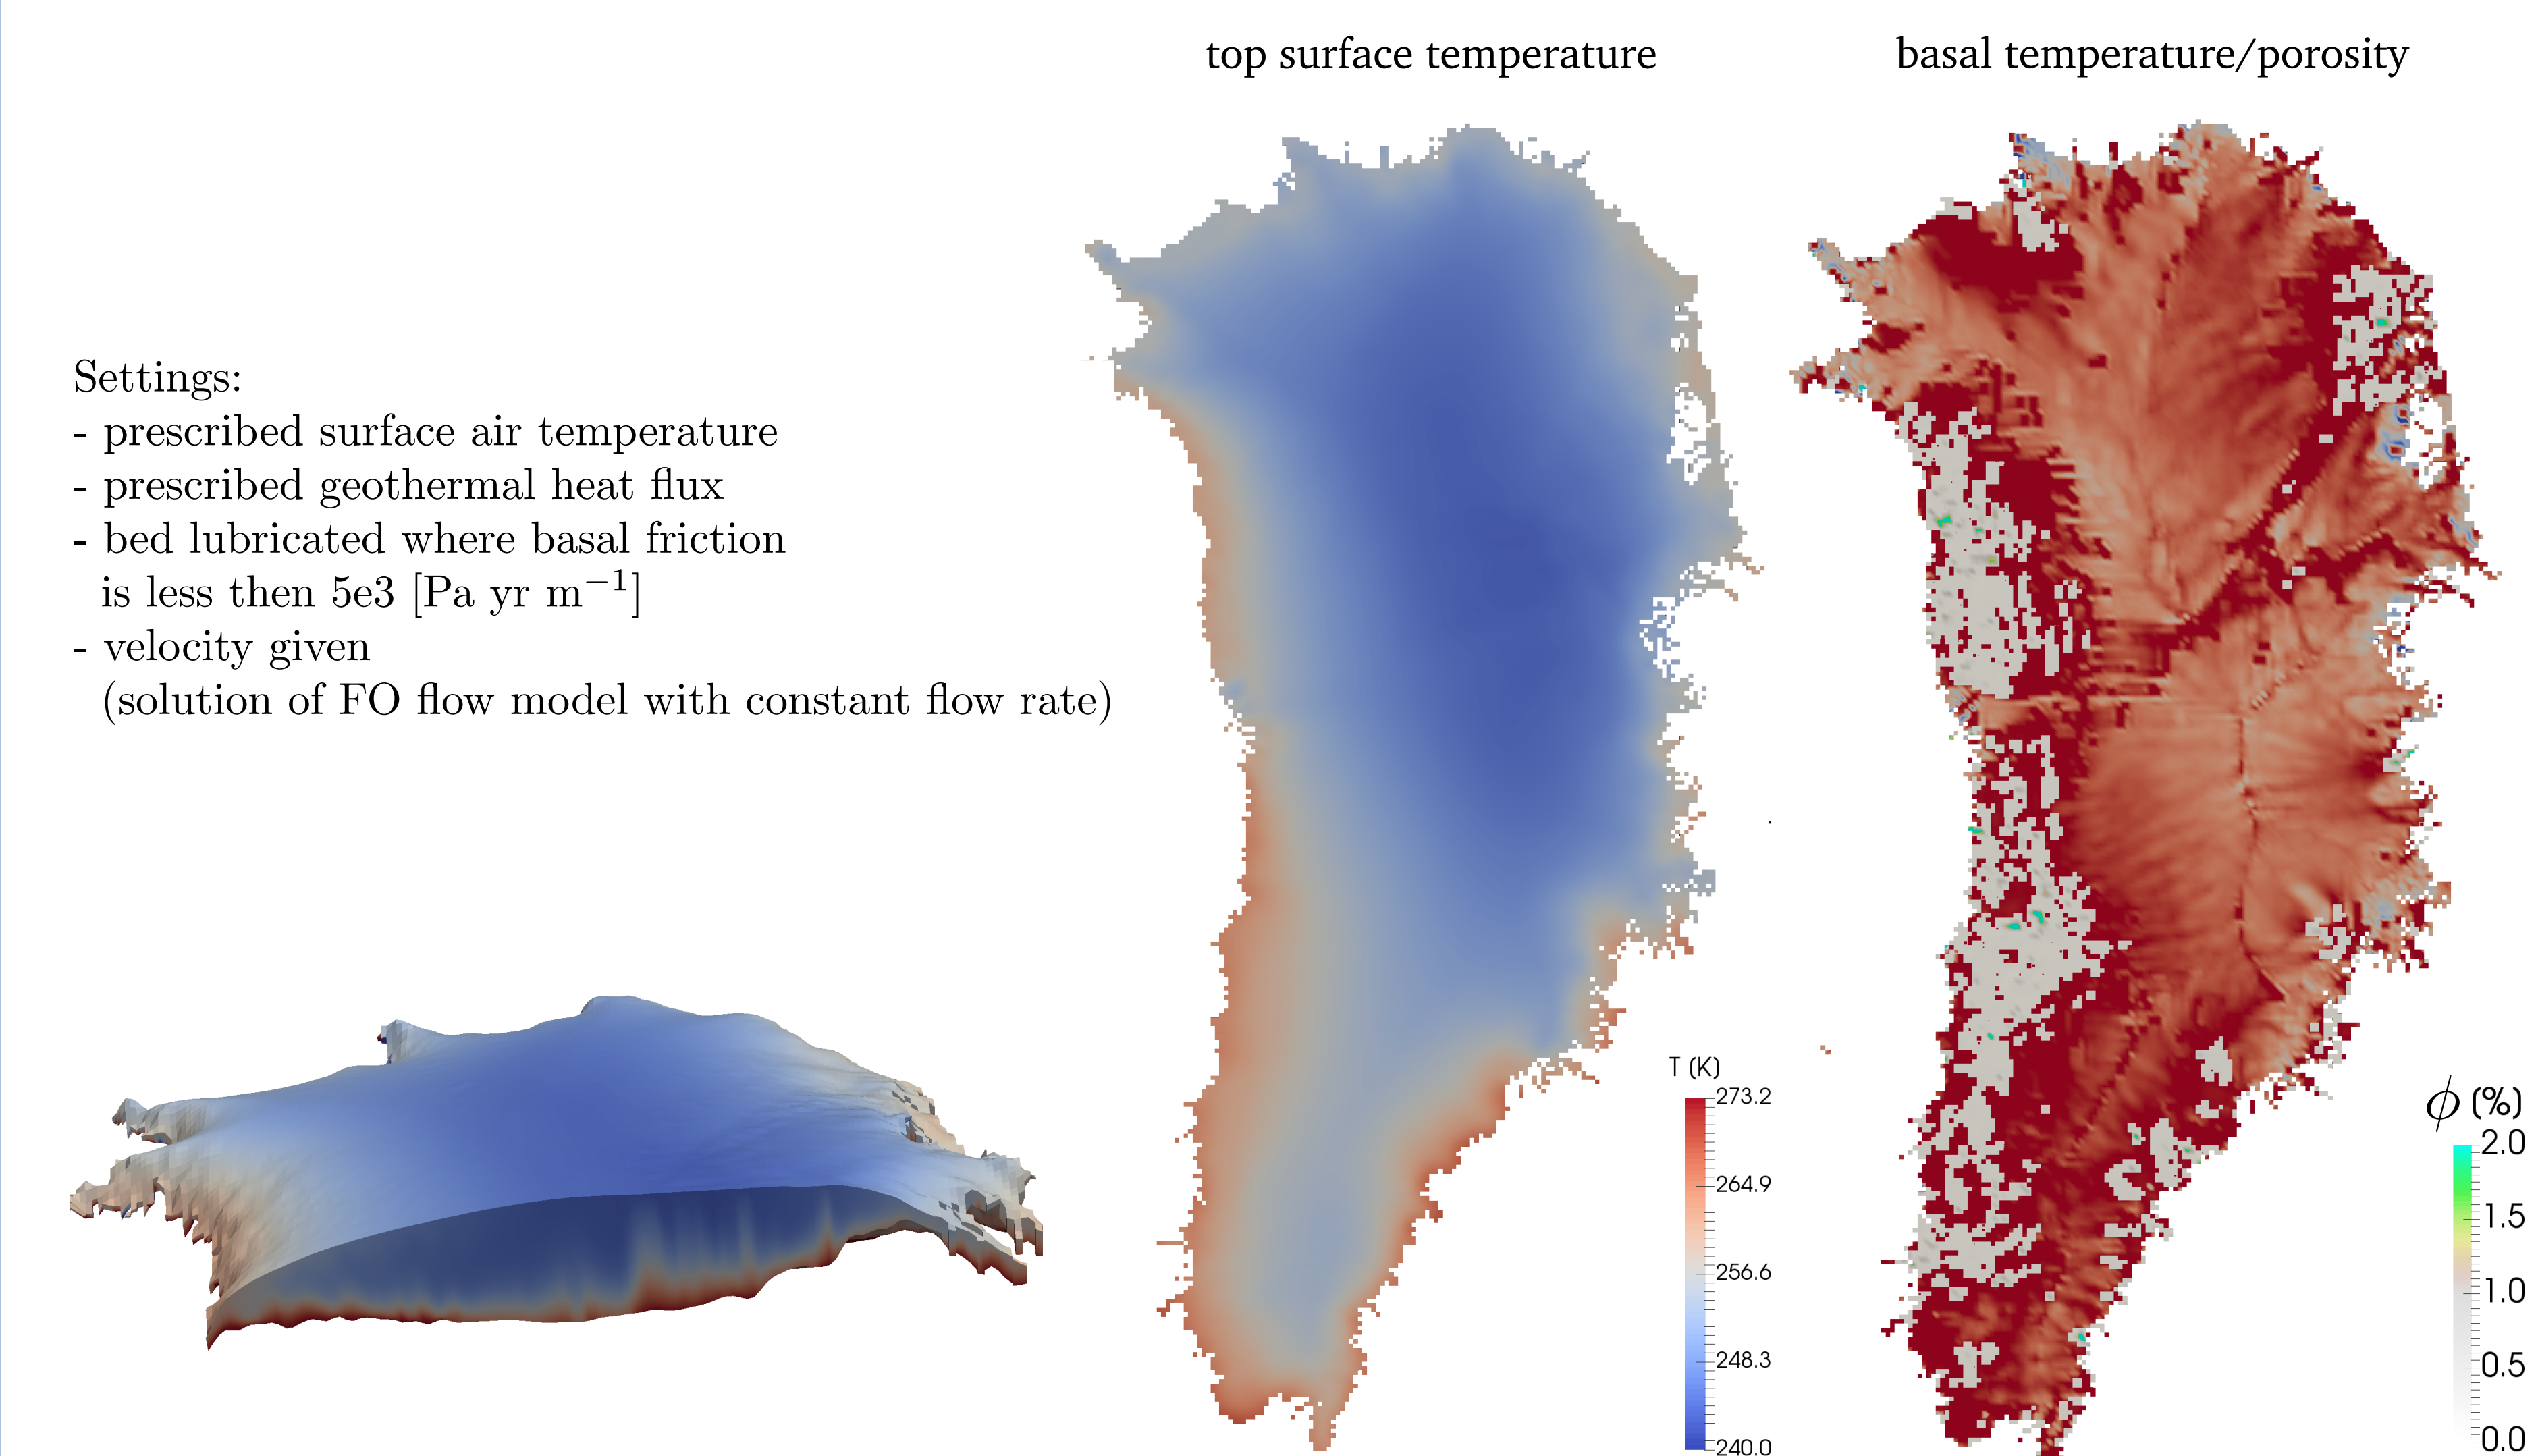 top surface temperature
basal temperature/porosity
Settings:
- prescribed surface air temperature
- prescribed geothermal heat flux
- bed lubricated where basal friction
is less then 5e3 [Pa yr m⁻¹]
- velocity given
(solution of FO flow model with constant flow rate)
T (K)
273.2
264.9
256.6
248.3
240.0
ϕ (%)
2.0
1.5
1.0
0.5
0.0